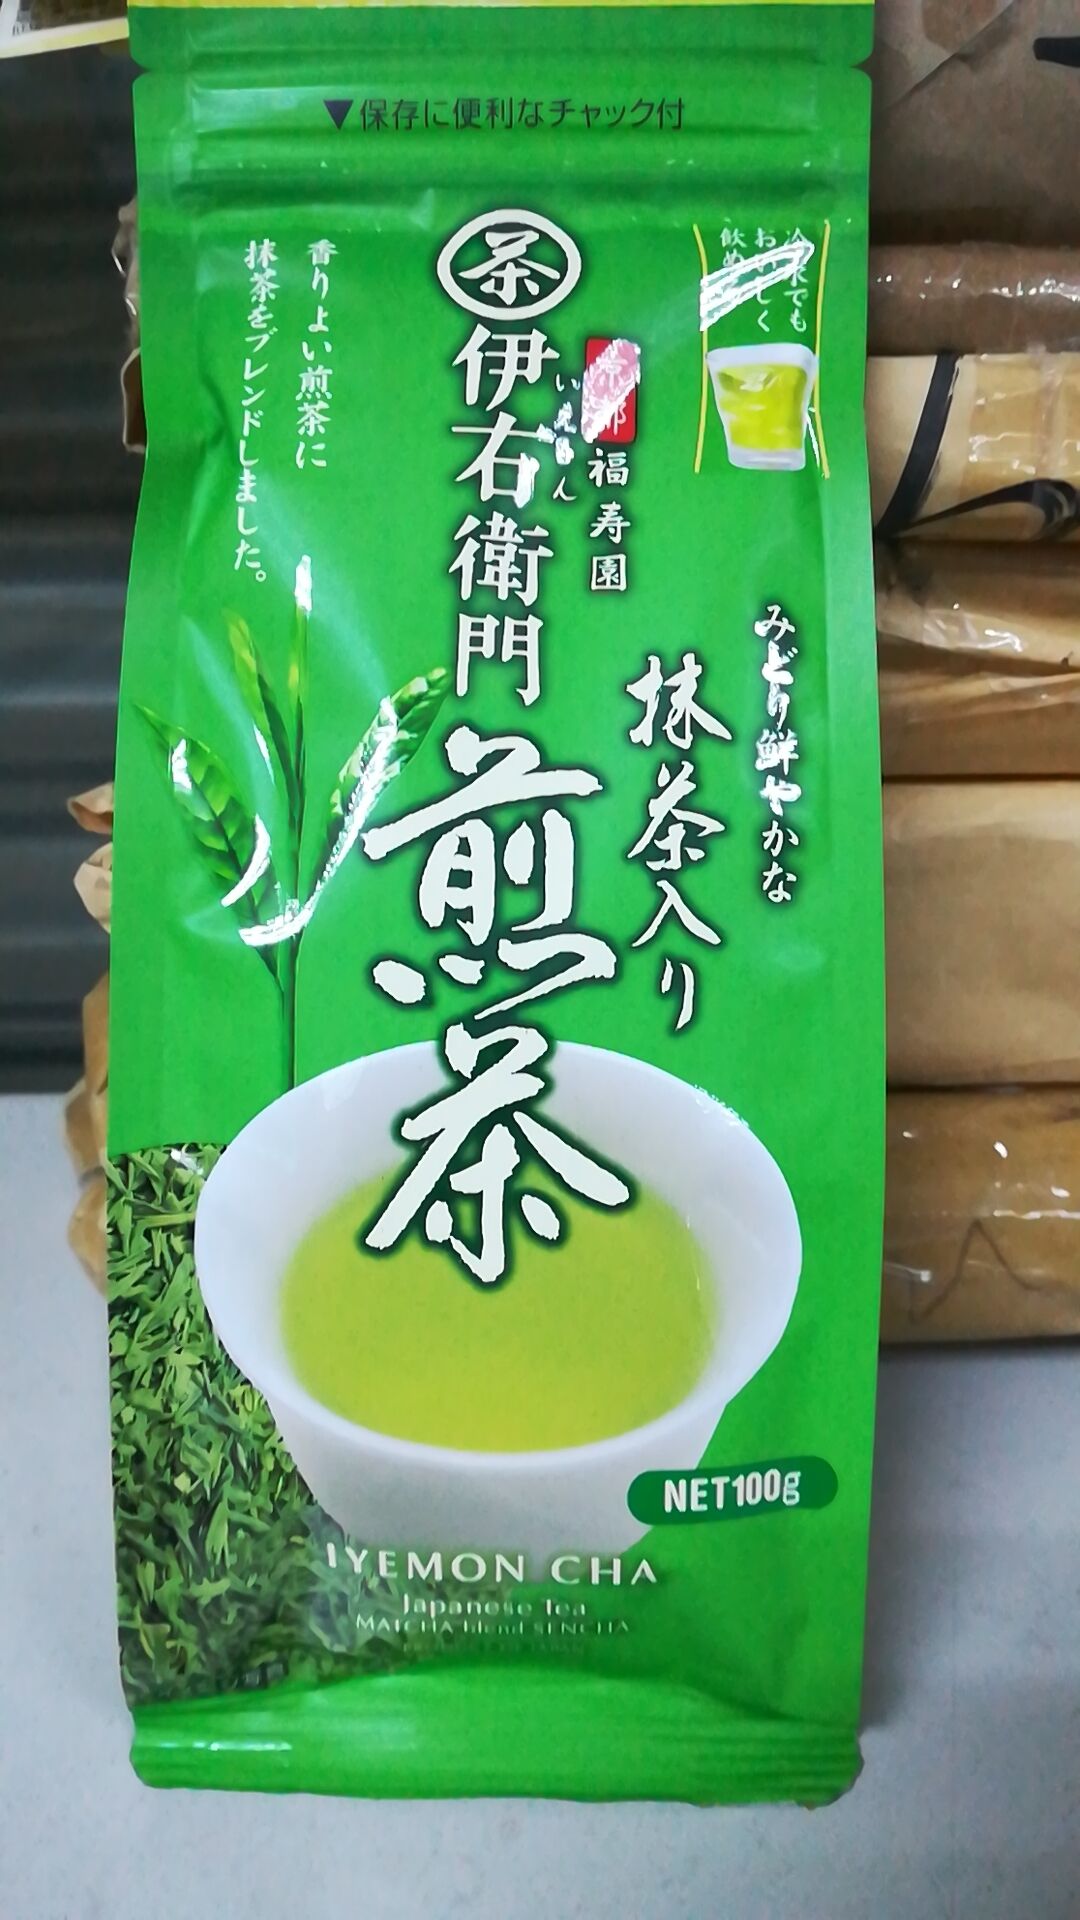 ▼保存に便利なチャック付
冷水でも
おいしく
飲め
茶
京都
福寿園
伊右衛門
いえもん
香りよい煎茶に
抹茶をブレンドしました。
みどり鮮やかな
抹茶入り
煎茶
NET100g
IYEMON CHA
Japanese Tea
MATCHA blend SENCHA